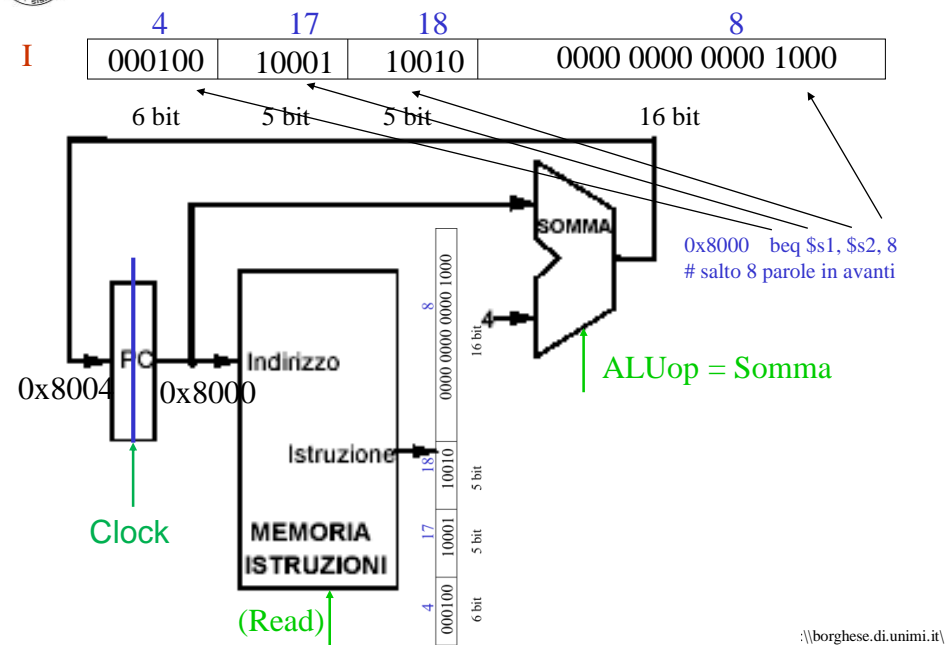 4 17 18 8
I 000100 10001 10010 0000 0000 0000 1000
6 bit 5 bit 5 bit 16 bit
SOMMA
0x8000 beq $s1, $s2, 8
# salto 8 parole in avanti
4
PC
Indirizzo
0x8004 0x8000
ALUop = Somma
Istruzione
Clock
MEMORIA
ISTRUZIONI
(Read)
4 17 18 8
000100 10001 10010 0000 0000 0000 1000
6 bit 5 bit 5 bit 16 bit
:\\borghese.di.unimi.it\